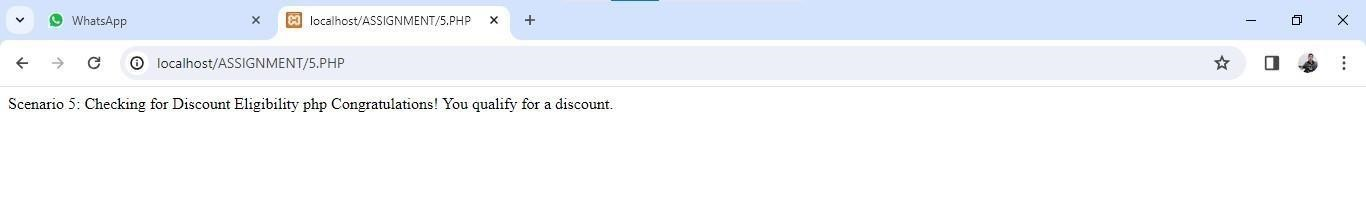 WhatsApp
localhost/ASSIGNMENT/5.PHP
localhost/ASSIGNMENT/5.PHP
Scenario 5: Checking for Discount Eligibility php Congratulations! You qualify for a discount.